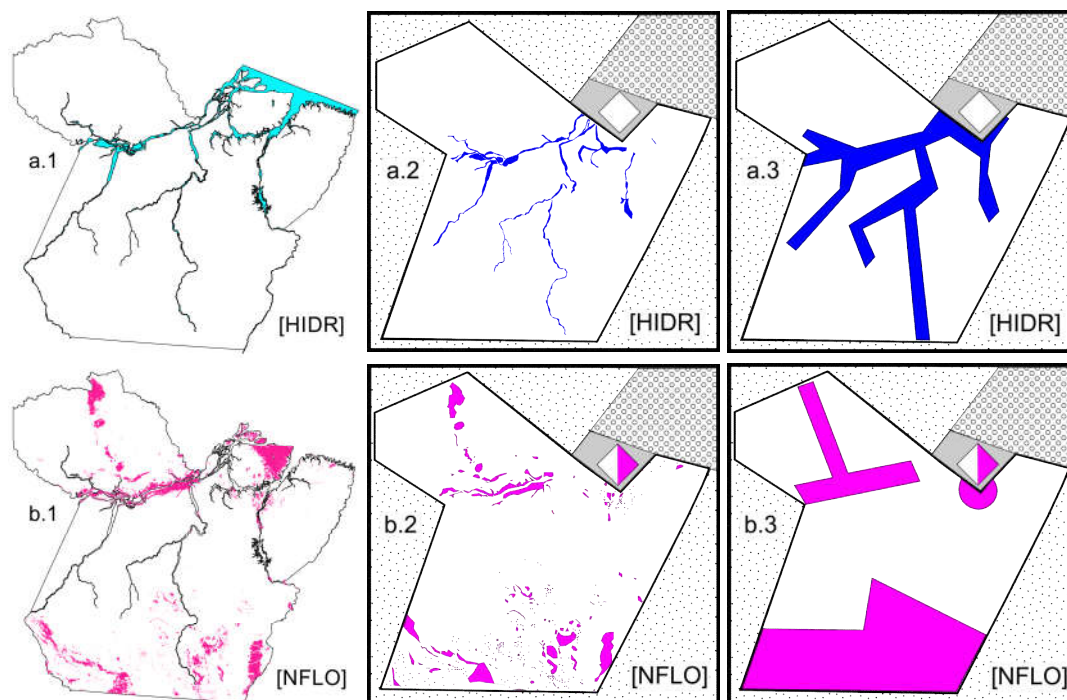 a.1
[HIDR]
a.2
[HIDR]
a.3
[HIDR]
b.1
[NFLO]
b.2
[NFLO]
b.3
[NFLO]